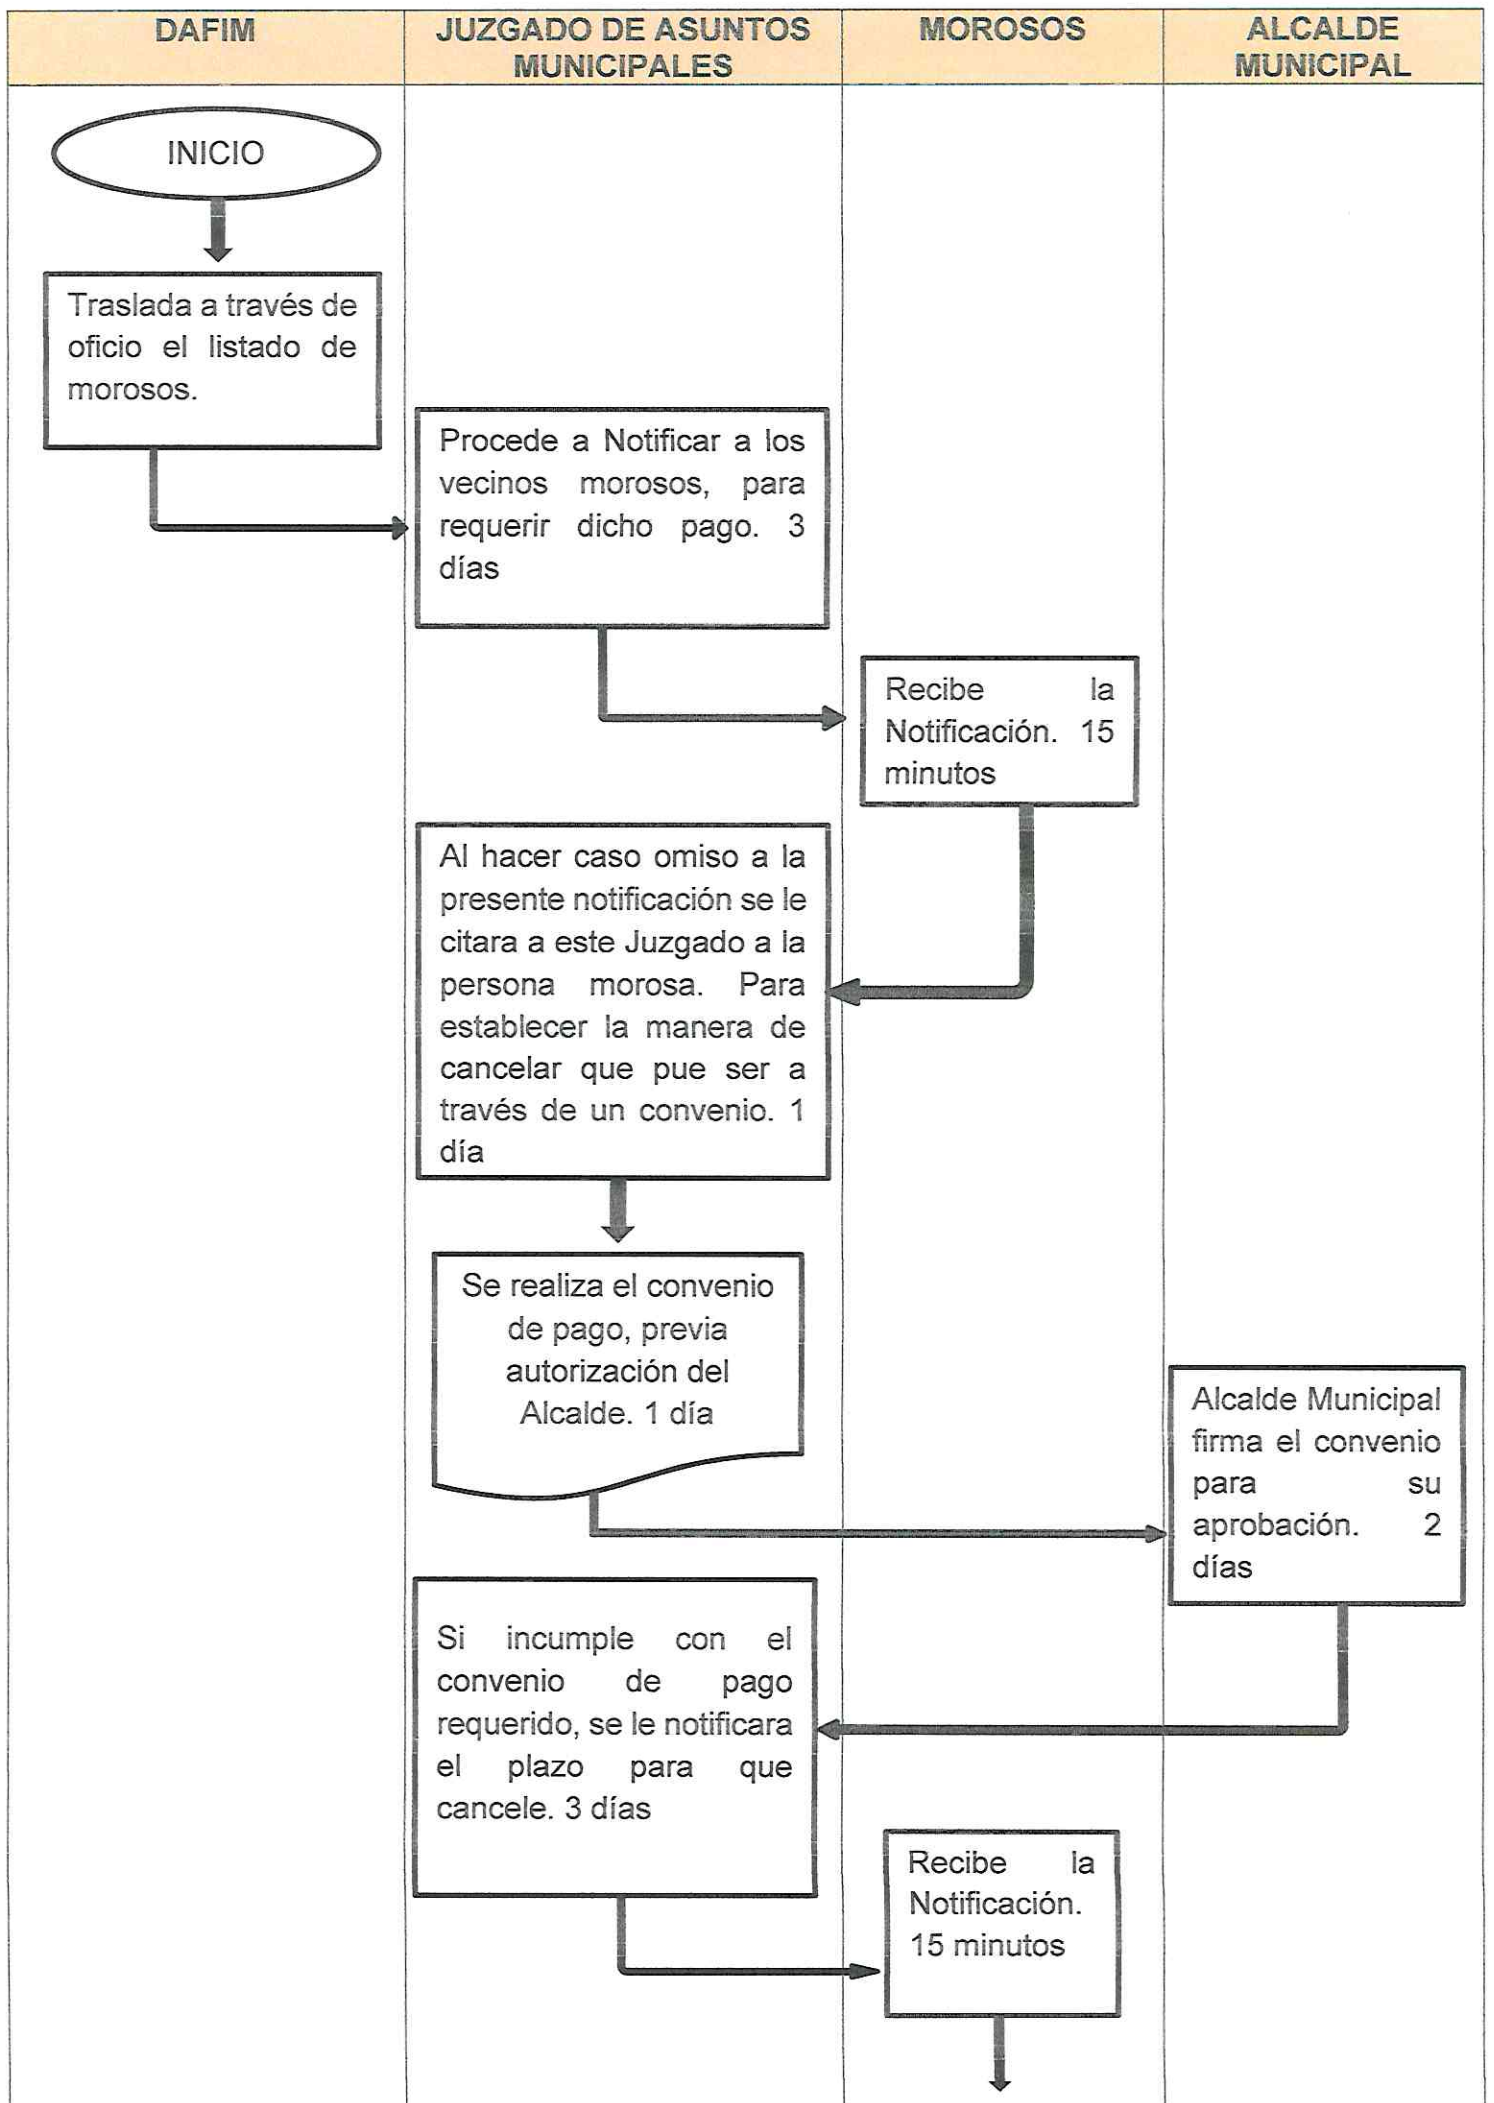 DAFIM
JUZGADO DE ASUNTOS
MUNICIPALES
MOROSOS
ALCALDE
MUNICIPAL
INICIO
Traslada a través de
oficio el listado de
morosos.
Procede a Notificar a los
vecinos morosos, para
requerir dicho pago. 3
días
Recibe la
Notificación. 15
minutos
Al hacer caso omiso a la
presente notificación se le
citara a este Juzgado a la
persona morosa. Para
establecer la manera de
cancelar que pue ser a
través de un convenio. 1
día
Se realiza el convenio
de pago, previa
autorización del
Alcalde. 1 día
Alcalde Municipal
firma el convenio
para su
aprobación. 2
días
Si incumple con el
convenio de pago
requerido, se le notificara
el plazo para que
cancele. 3 días
Recibe la
Notificación.
15 minutos